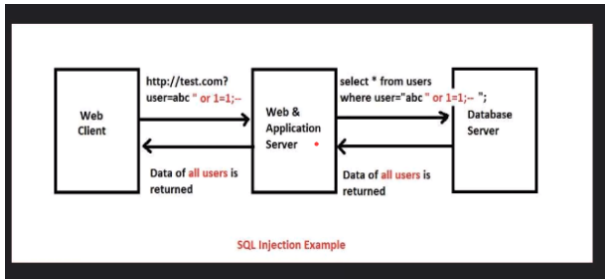 http://test.com?
user=abc " or 1=1;--
select * from users
where user="abc " or 1=1;-- ";
Web
Client
Web &
Application
Server
Database
Server
Data of all users is
returned
Data of all users is
returned
SQL Injection Example